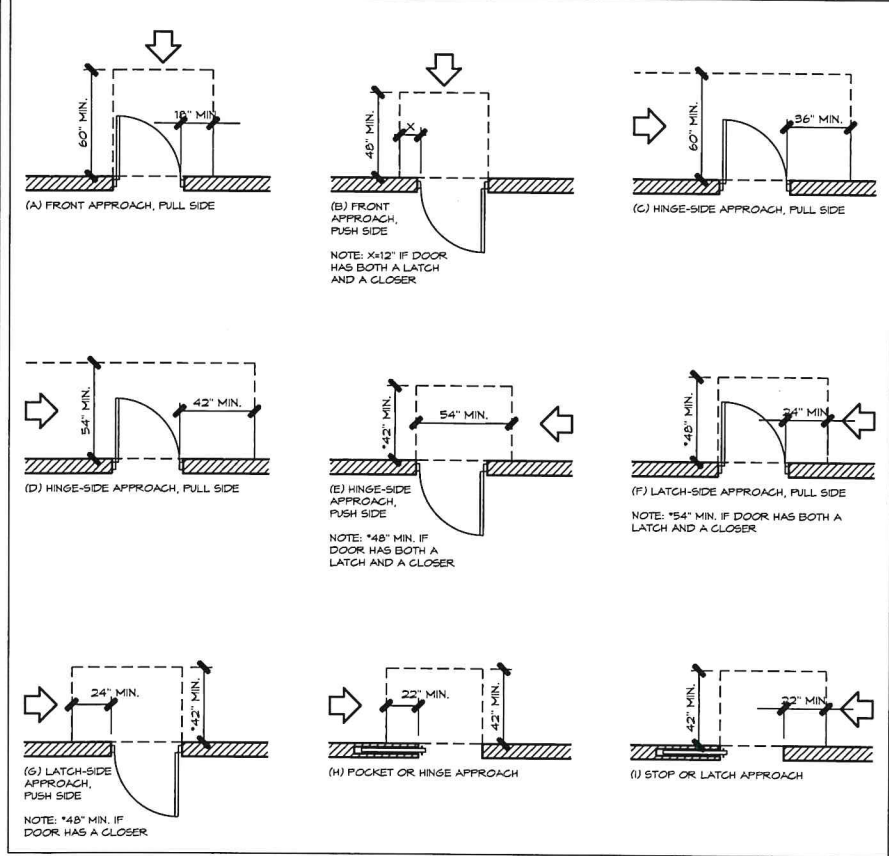 60" MIN.
18" MIN.
(A) FRONT APPROACH, PULL SIDE
48" MIN.
X
(B) FRONT
APPROACH,
PUSH SIDE
NOTE: X=12" IF DOOR
HAS BOTH A LATCH
AND A CLOSER
60" MIN.
36" MIN.
(C) HINGE-SIDE APPROACH, PULL SIDE
54" MIN.
42" MIN.
(D) HINGE-SIDE APPROACH, PULL SIDE
*42" MIN.
54" MIN.
(E) HINGE-SIDE
APPROACH,
PUSH SIDE
NOTE: *48" MIN. IF
DOOR HAS BOTH A
LATCH AND A CLOSER
*48" MIN.
24" MIN.
(F) LATCH-SIDE APPROACH, PULL SIDE
NOTE: *54" MIN. IF DOOR HAS BOTH A
LATCH AND A CLOSER
24" MIN.
*42" MIN.
(G) LATCH-SIDE
APPROACH,
PUSH SIDE
NOTE: *48" MIN. IF
DOOR HAS A CLOSER
22" MIN.
42" MIN.
(H) POCKET OR HINGE APPROACH
42" MIN.
22" MIN.
(I) STOP OR LATCH APPROACH